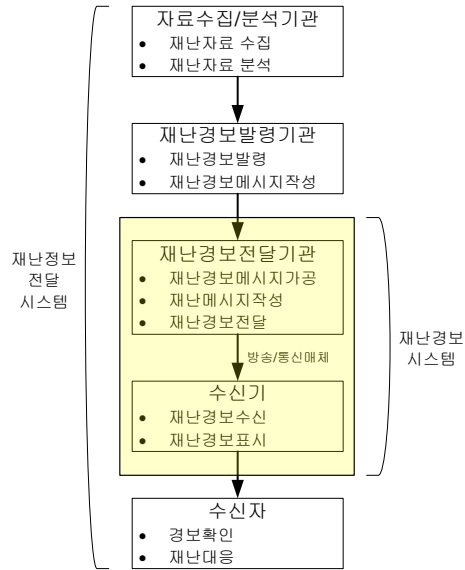 자료수집/분석기관
• 재난자료 수집
• 재난자료 분석
재난경보발령기관
• 재난경보발령
• 재난경보메시지작성
재난경보전달기관
• 재난경보메시지가공
• 재난메시지작성
• 재난경보전달
방송/통신매체
수신기
• 재난경보수신
• 재난경보표시
수신자
• 경보확인
• 재난대응
재난정보
전달
시스템
재난경보
시스템